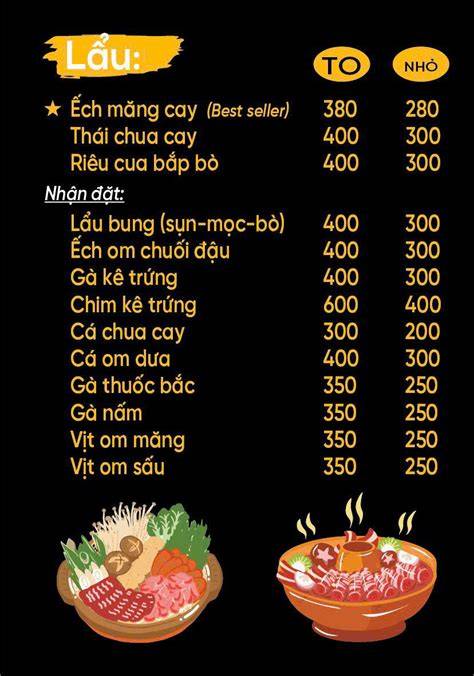 Lẩu: TO NHỎ
★ Ếch măng cay (Best seller) 380 280
Thái chua cay 400 300
Riêu cua bắp bò 400 300
Nhận đặt:
Lẩu bung (sụn-mọc-bò) 400 300
Ếch om chuối đậu 400 300
Gà kê trứng 400 300
Chim kê trứng 600 400
Cá chua cay 300 200
Cá om dưa 400 300
Gà thuốc bắc 350 250
Gà nấm 350 250
Vịt om măng 350 250
Vịt om sấu 350 250